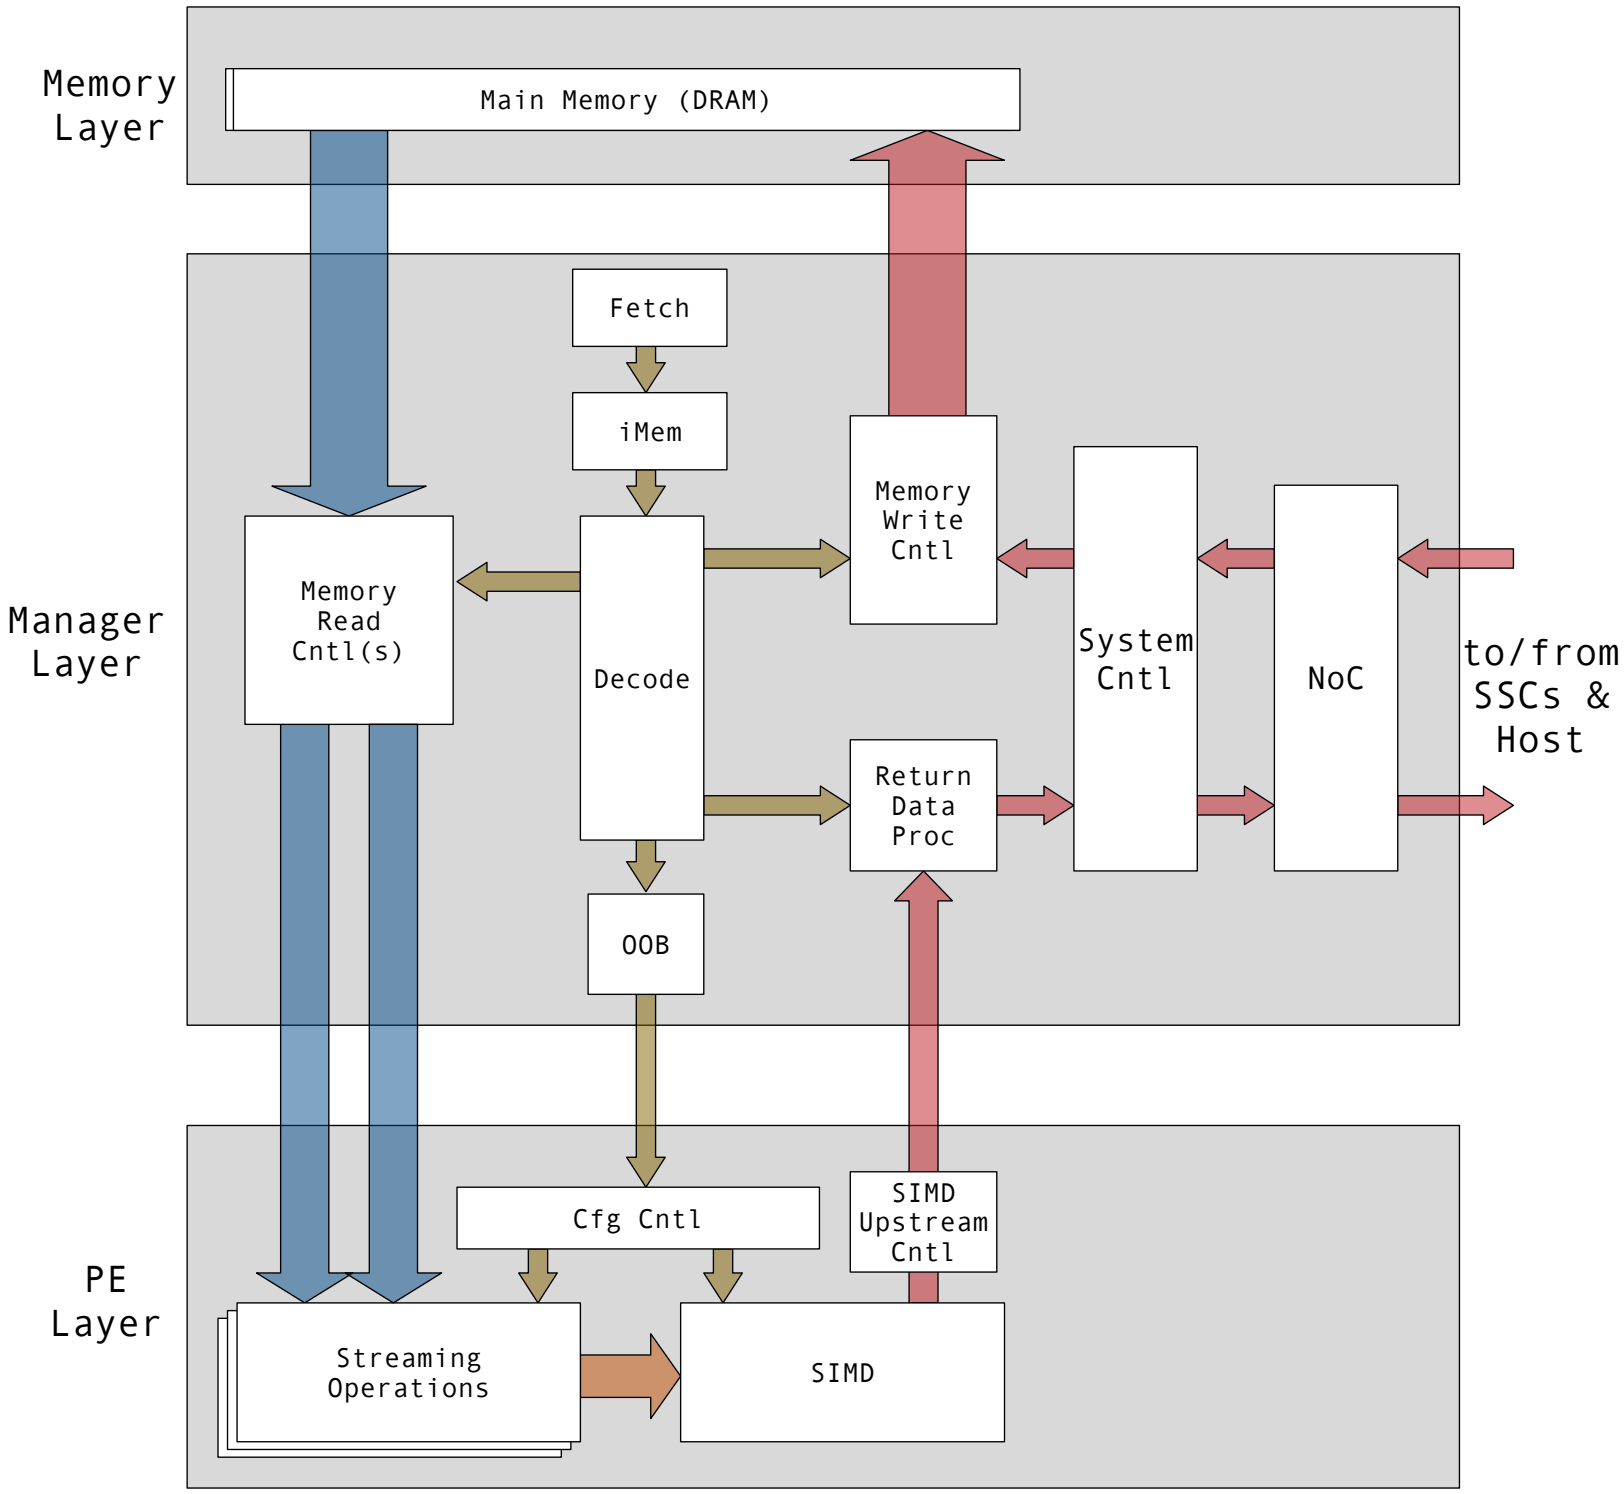 Memory
Layer
Main Memory (DRAM)
Fetch
iMem
Memory
Write
Cntl
Memory
Read
Cntl(s)
Manager
Layer
Decode
System
Cntl
NoC
to/from
SSCs &
Host
Return
Data
Proc
OOB
SIMD
Upstream
Cntl
Cfg Cntl
PE
Layer
Streaming
Operations
SIMD